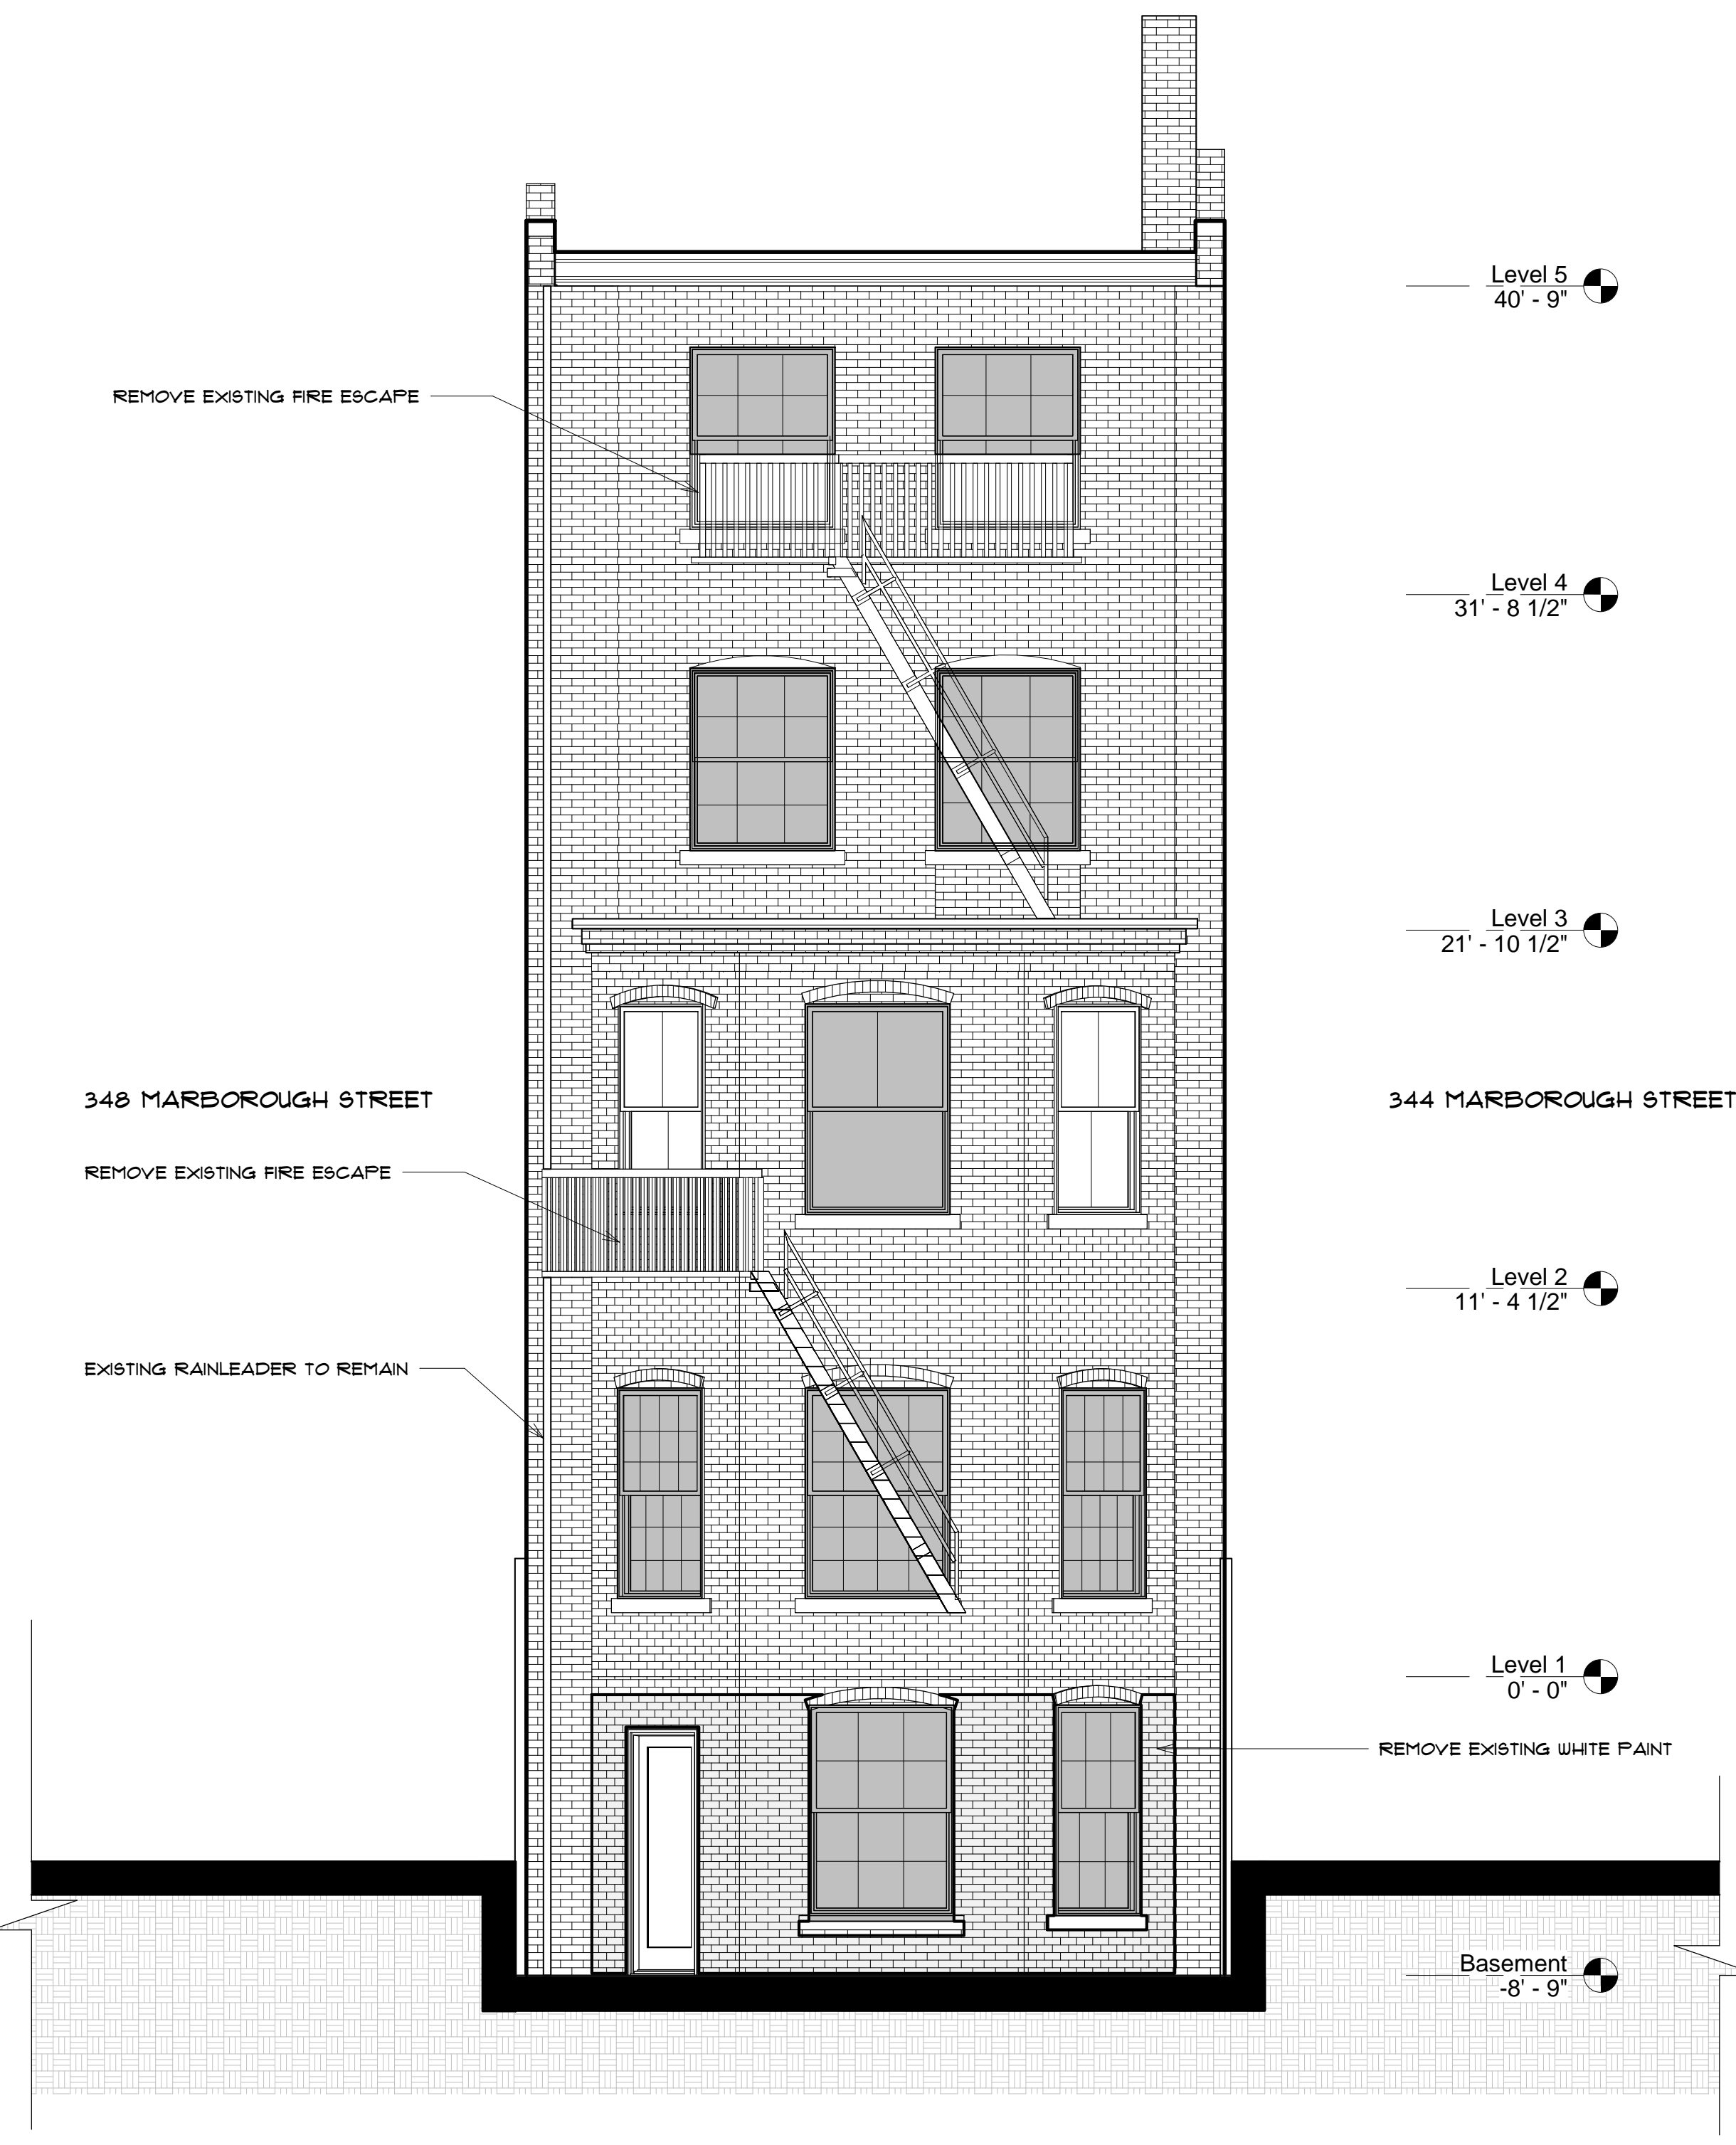 Level 5
40' - 9"
REMOVE EXISTING FIRE ESCAPE
Level 4
31' - 8 1/2"
Level 3
21' - 10 1/2"
348 MARBOROUGH STREET
344 MARBOROUGH STREET
REMOVE EXISTING FIRE ESCAPE
Level 2
11' - 4 1/2"
EXISTING RAINLEADER TO REMAIN
Level 1
0' - 0"
REMOVE EXISTING WHITE PAINT
Basement
-8' - 9"